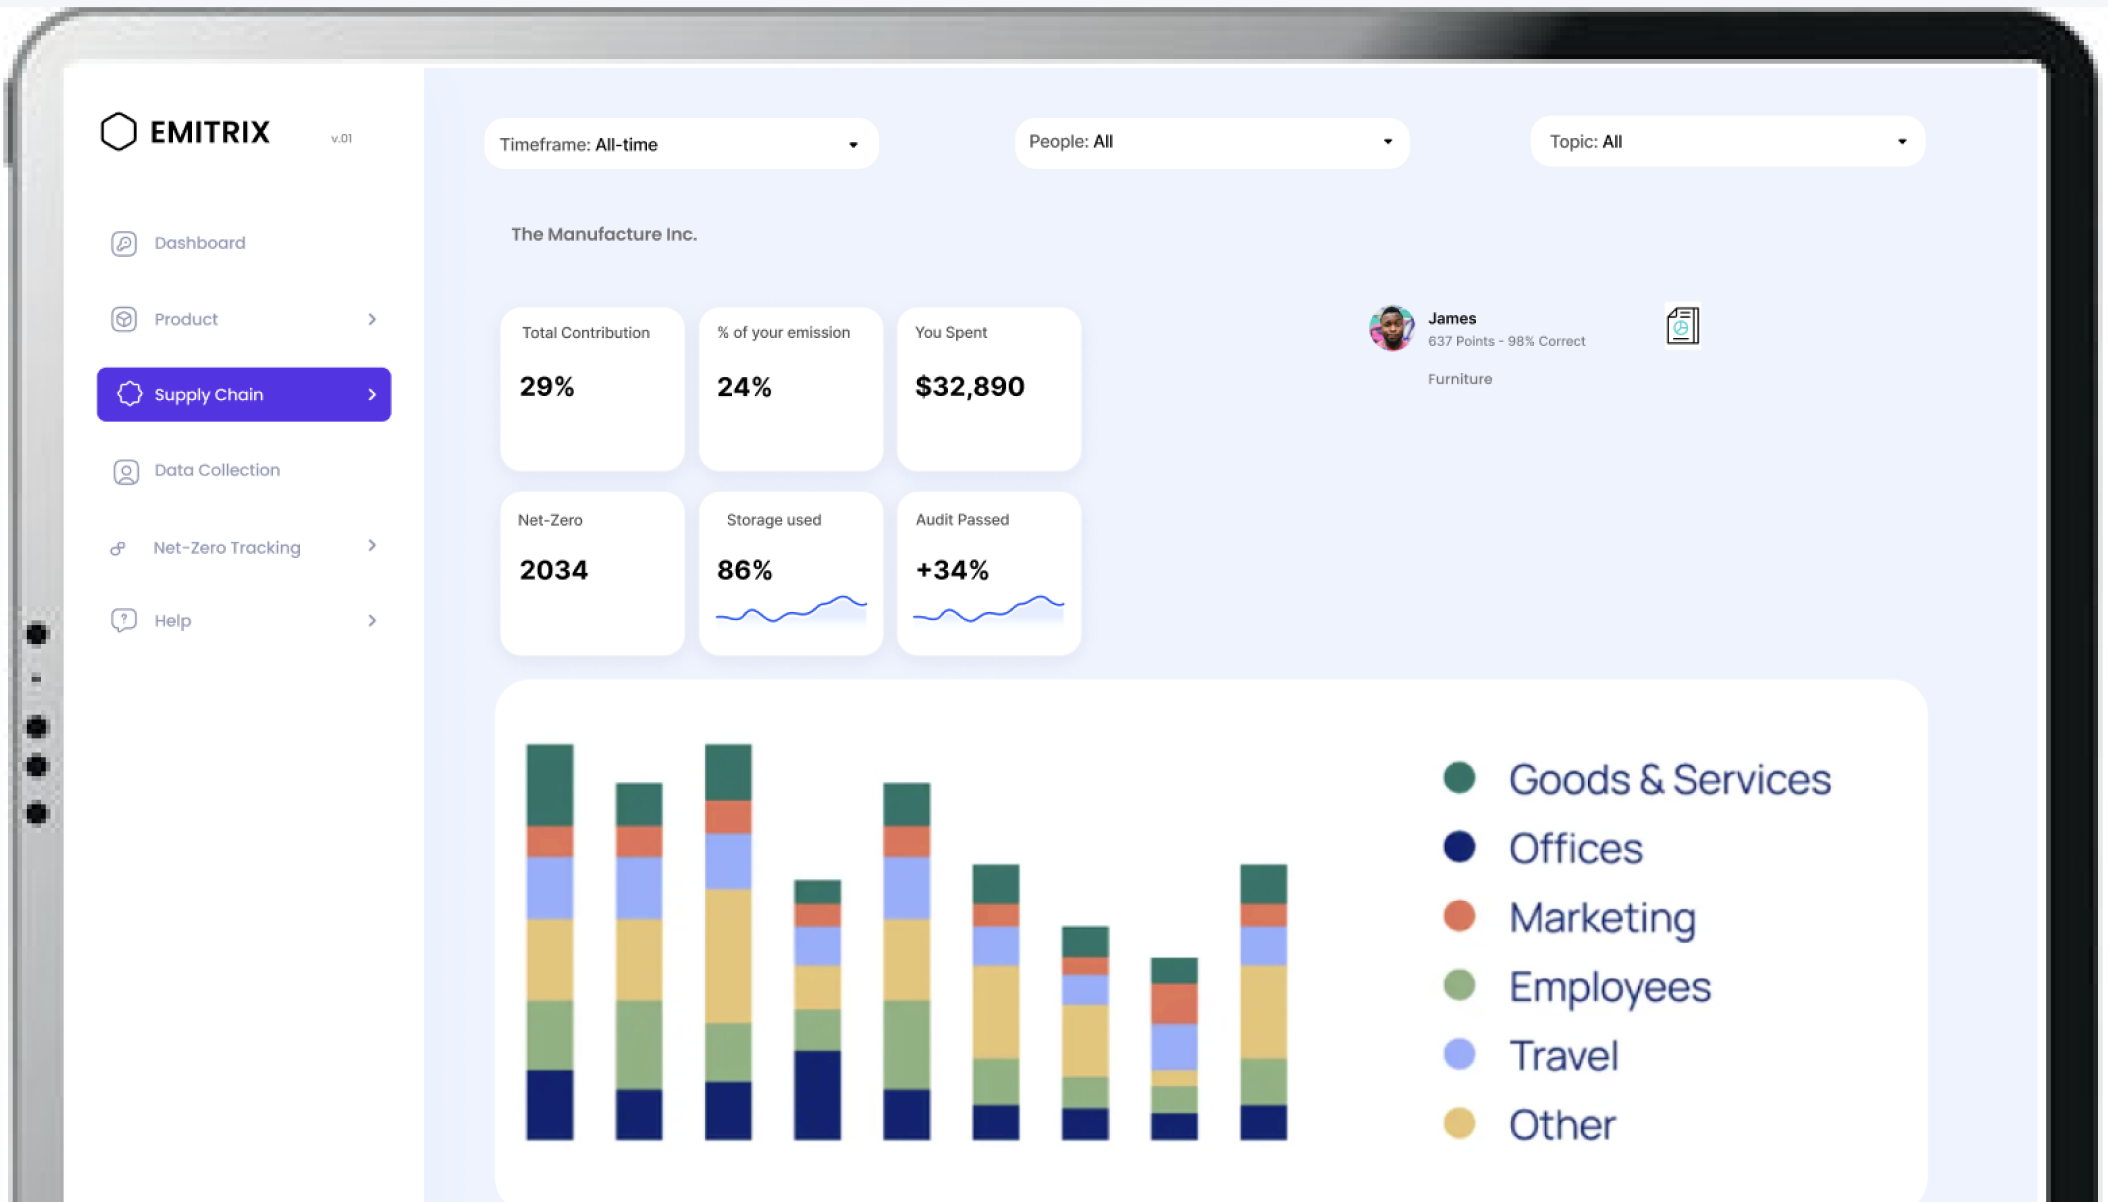 EMITRIX
v.01
Dashboard
Product
Supply Chain
Data Collection
Net-Zero Tracking
Help
Timeframe: All-time
People: All
Topic: All
The Manufacture Inc.
Total Contribution
29%
% of your emission
24%
You Spent
$32,890
James
637 Points - 98% Correct
Furniture
Net-Zero
2034
Storage used
86%
Audit Passed
+34%
Goods & Services
Offices
Marketing
Employees
Travel
Other